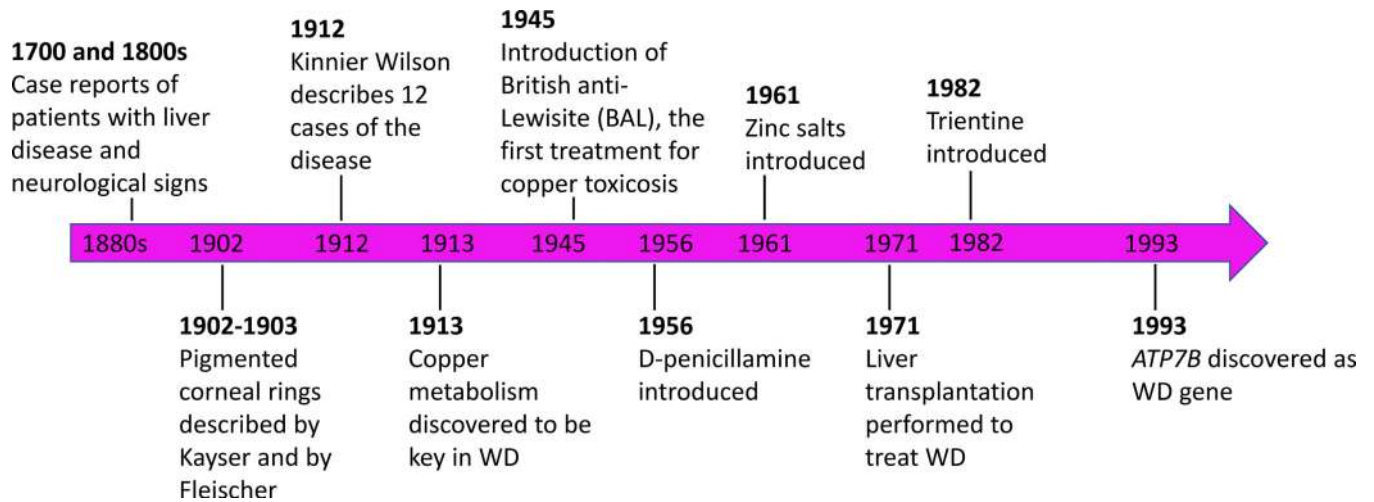 1700 and 1800s
Case reports of
patients with liver
disease and
neurological signs
1912
Kinnier Wilson
describes 12
cases of the
disease
1945
Introduction of
British anti-
Lewisite (BAL), the
first treatment for
copper toxicosis
1961
Zinc salts
introduced
1982
Trientine
introduced
1880s 1902 1912 1913 1945 1956 1961 1971 1982 1993
1902-1903
Pigmented
corneal rings
described by
Kayser and by
Fleischer
1913
Copper
metabolism
discovered to be
key in WD
1956
D-penicillamine
introduced
1971
Liver
transplantation
performed to
treat WD
1993
ATP7B discovered as
WD gene